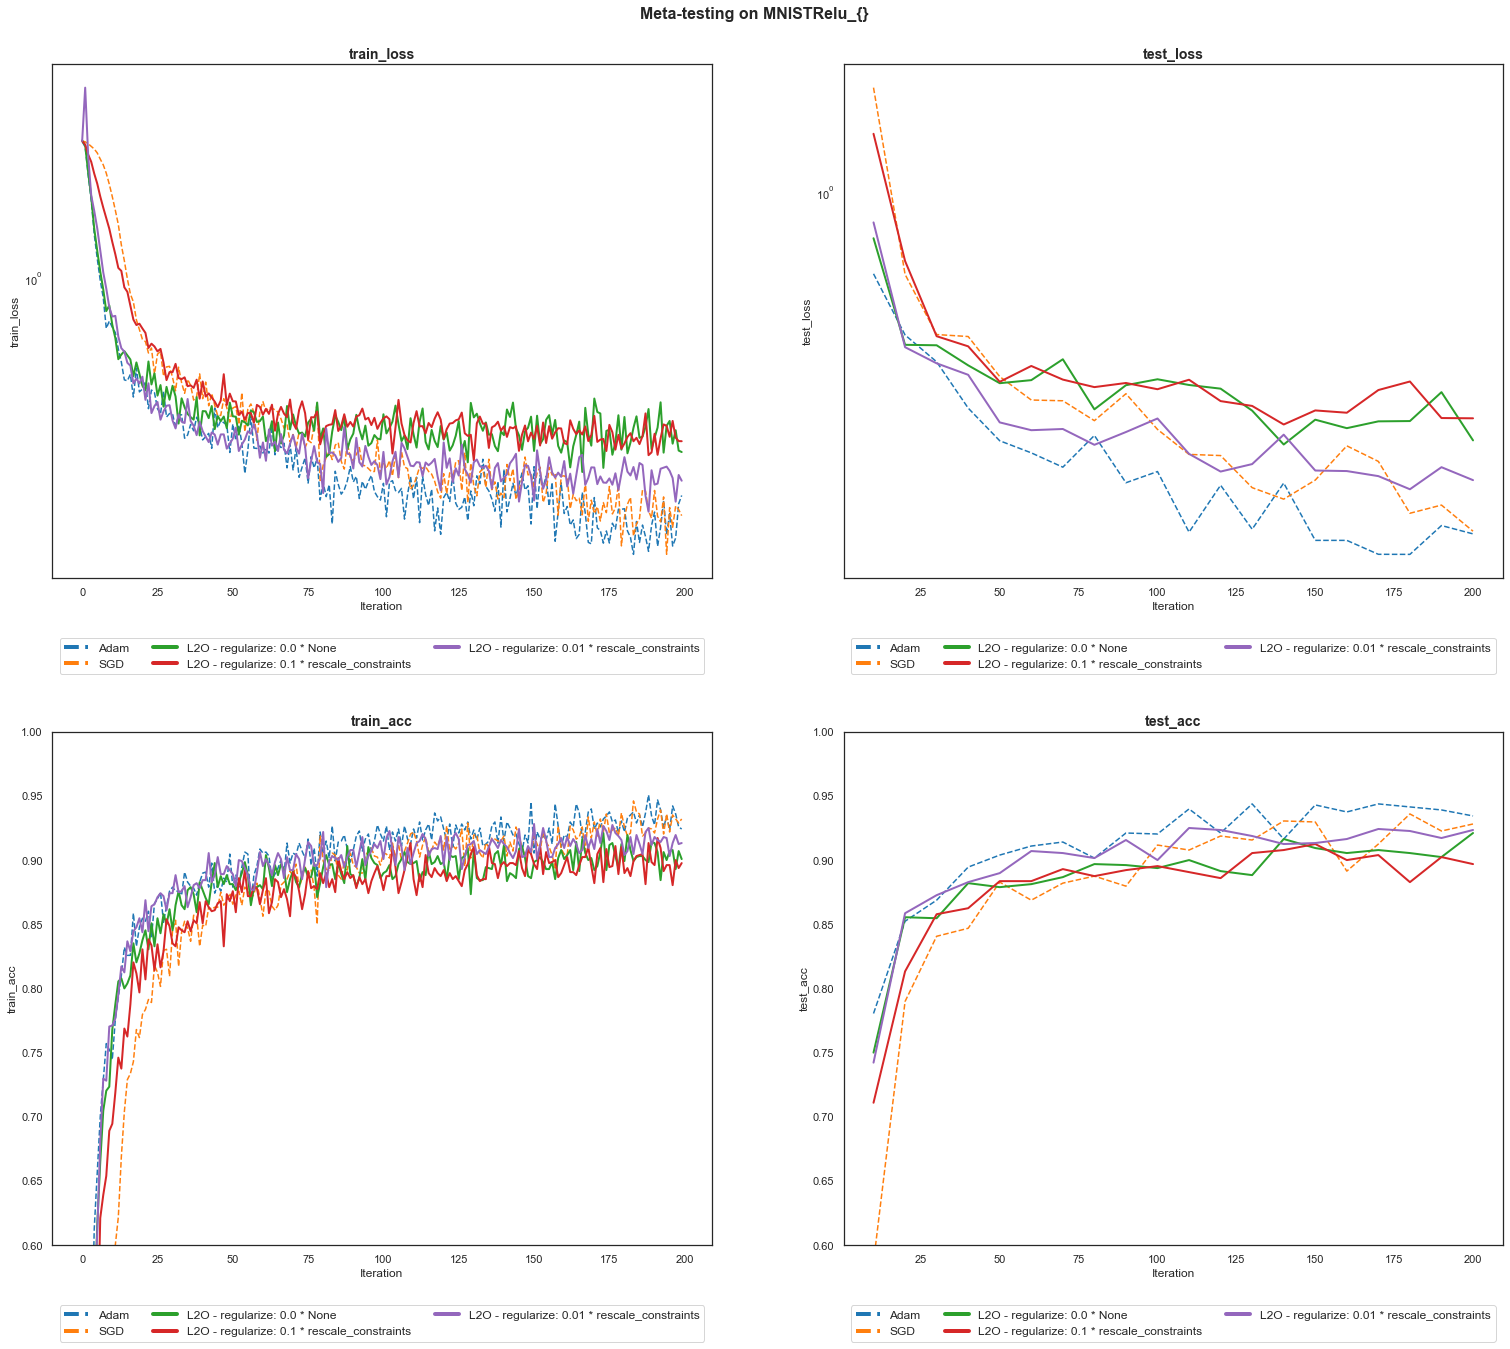 Meta-testing on MNISTRelu_{}
train_loss
10^0
train_loss
0 25 50 75 100 125 150 175 200
Iteration
Adam L2O - regularize: 0.0 * None L2O - regularize: 0.01 * rescale_constraints
SGD L2O - regularize: 0.1 * rescale_constraints
test_loss
10^0
test_loss
25 50 75 100 125 150 175 200
Iteration
Adam L2O - regularize: 0.0 * None L2O - regularize: 0.01 * rescale_constraints
SGD L2O - regularize: 0.1 * rescale_constraints
train_acc
1.00
0.95
0.90
0.85
0.80
0.75
0.70
0.65
0.60
train_acc
0 25 50 75 100 125 150 175 200
Iteration
Adam L2O - regularize: 0.0 * None L2O - regularize: 0.01 * rescale_constraints
SGD L2O - regularize: 0.1 * rescale_constraints
test_acc
1.00
0.95
0.90
0.85
0.80
0.75
0.70
0.65
0.60
test_acc
25 50 75 100 125 150 175 200
Iteration
Adam L2O - regularize: 0.0 * None L2O - regularize: 0.01 * rescale_constraints
SGD L2O - regularize: 0.1 * rescale_constraints